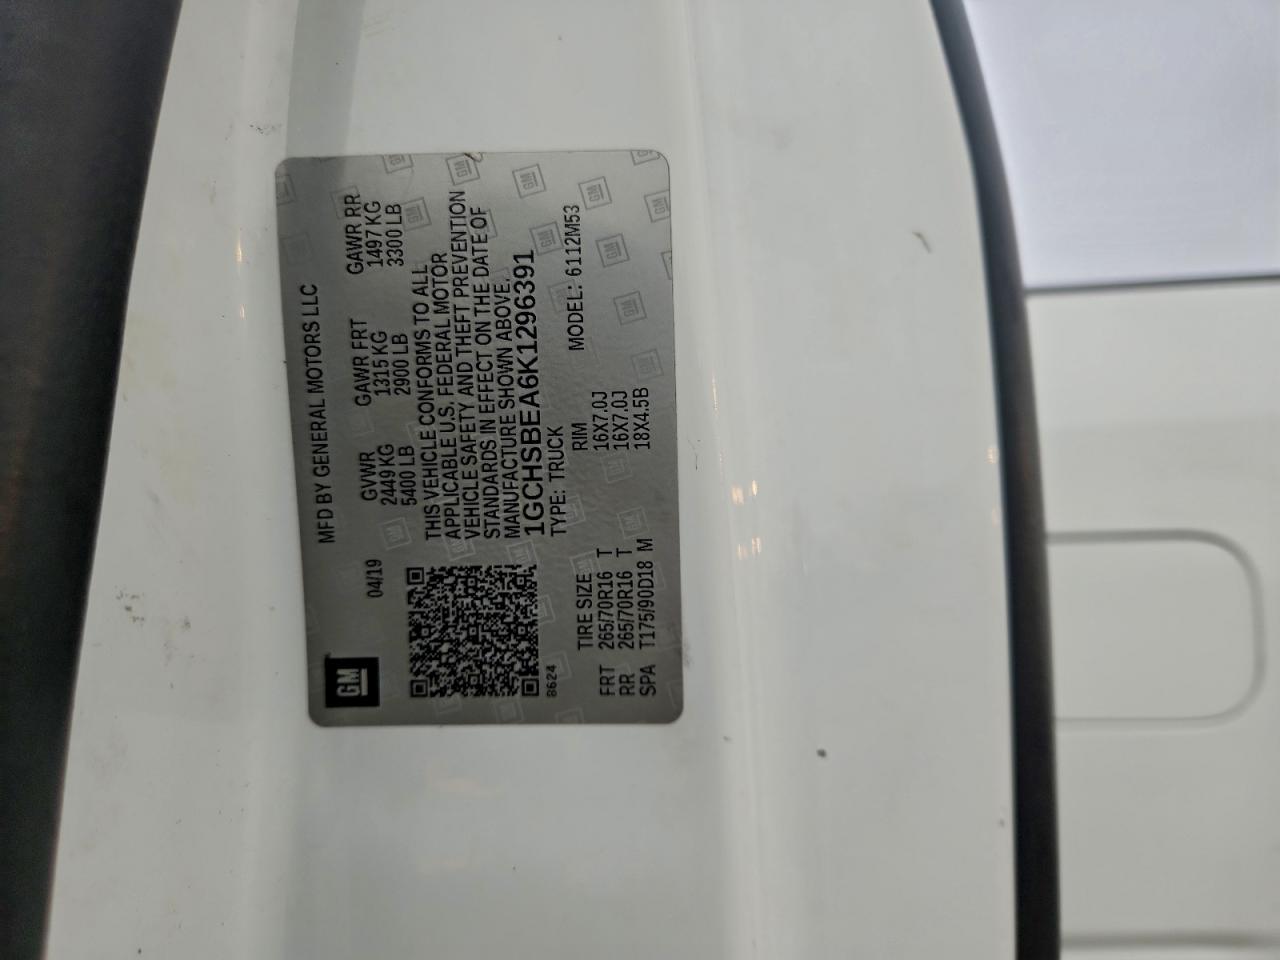 GM
04/19
MFD BY GENERAL MOTORS LLC
GVWR GAWR FRT GAWR RR
2449 KG 1315 KG 1497 KG
5400 LB 2900 LB 3300 LB
THIS VEHICLE CONFORMS TO ALL
APPLICABLE U.S. FEDERAL MOTOR
VEHICLE SAFETY AND THEFT PREVENTION
STANDARDS IN EFFECT ON THE DATE OF
MANUFACTURE SHOWN ABOVE.
1GCHSBEA6K1296391
8624
TYPE: TRUCK
MODEL: 6112M53
TIRE SIZE RIM
FRT 265/70R16 T 16X7.0J
RR 265/70R16 T 16X7.0J
SPA T175/90D18 M 18X4.5B